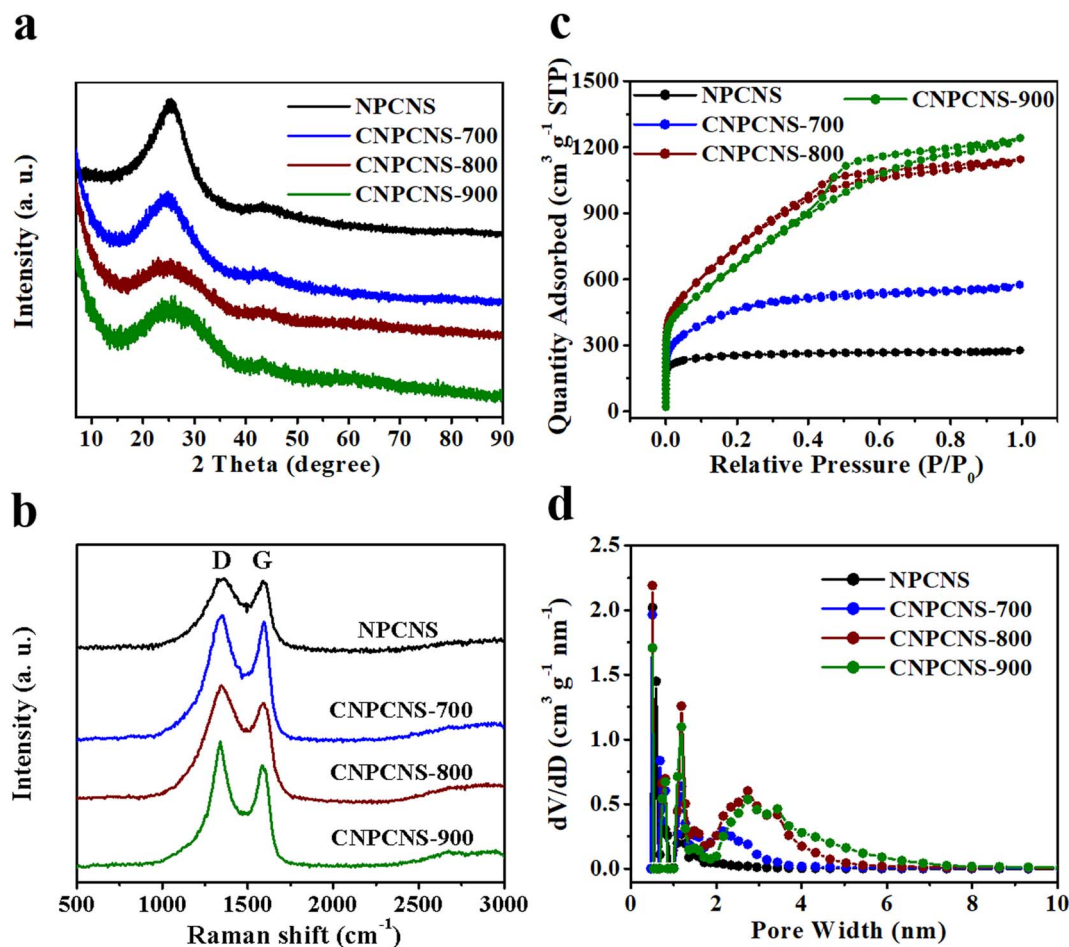 a
Intensity (a. u.)
NPCNS
CNPCNS-700
CNPCNS-800
CNPCNS-900
10 20 30 40 50 60 70 80 90
2 Theta (degree)
c
Quantity Adsorbed (cm³ g⁻¹ STP)
1500
1200
900
600
300
0
NPCNS
CNPCNS-700
CNPCNS-800
CNPCNS-900
0.0 0.2 0.4 0.6 0.8 1.0
Relative Pressure (P/P₀)
b
Intensity (a. u.)
D G
NPCNS
CNPCNS-700
CNPCNS-800
CNPCNS-900
500 1000 1500 2000 2500 3000
Raman shift (cm⁻¹)
d
dV/dD (cm³ g⁻¹ nm⁻¹)
2.5
2.0
1.5
1.0
0.5
0.0
NPCNS
CNPCNS-700
CNPCNS-800
CNPCNS-900
0 2 4 6 8 10
Pore Width (nm)